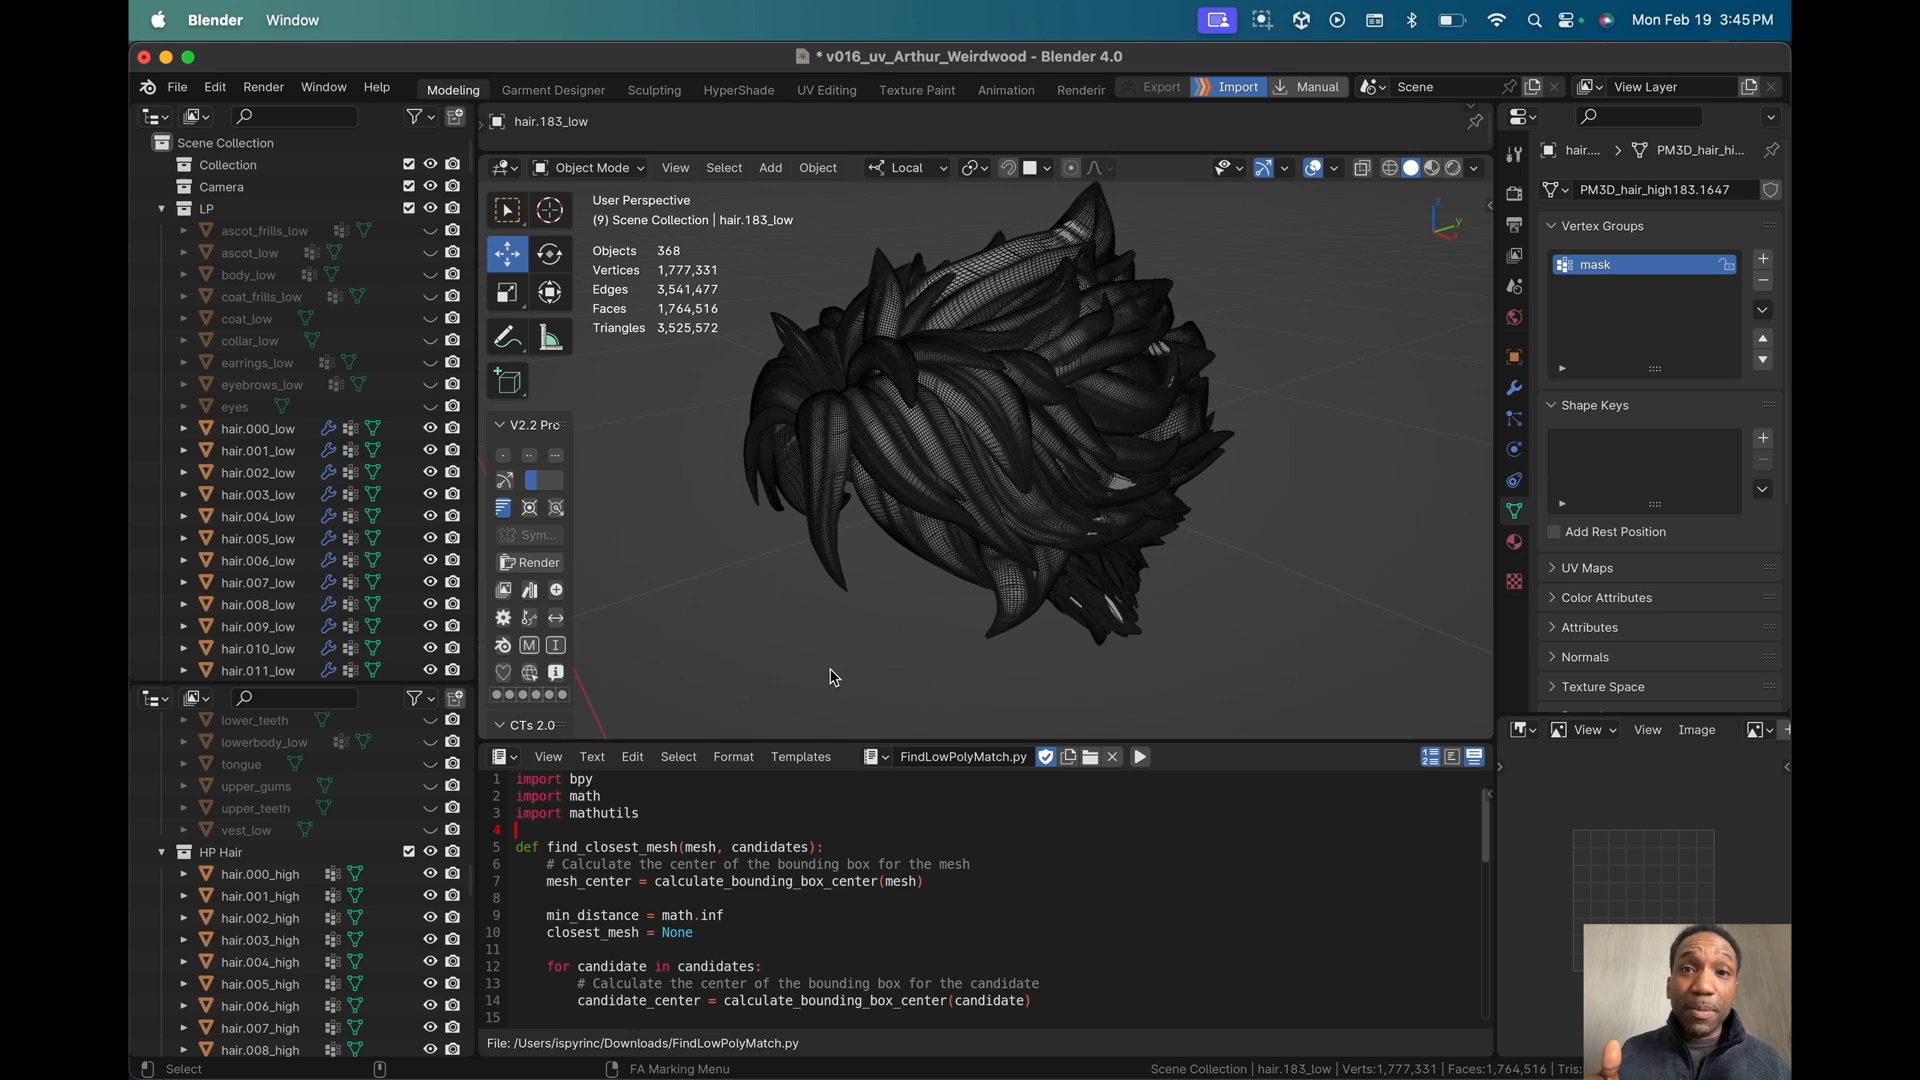 Blender Window Mon Feb 19 3:45PM
* v016_uv_Arthur_Weirdwood - Blender 4.0
File Edit Render Window Help Modeling Garment Designer Sculpting HyperShade UV Editing Texture Paint Animation Renderir Export Import Manual Scene View Layer
Scene Collection
Collection
Camera
LP
ascot_frills_low
ascot_low
body_low
coat_frills_low
coat_low
collar_low
earrings_low
eyebrows_low
eyes
hair.000_low
hair.001_low
hair.002_low
hair.003_low
hair.004_low
hair.005_low
hair.006_low
hair.007_low
hair.008_low
hair.009_low
hair.010_low
hair.011_low
lower_teeth
lowerbody_low
tongue
upper_gums
upper_teeth
vest_low
HP Hair
hair.000_high
hair.001_high
hair.002_high
hair.003_high
hair.004_high
hair.005_high
hair.006_high
hair.007_high
hair.008_high
hair.183_low
Object Mode View Select Add Object Local
User Perspective
(9) Scene Collection | hair.183_low
Objects 368
Vertices 1,777,331
Edges 3,541,477
Faces 1,764,516
Triangles 3,525,572
Z
y
x
V2.2 Pro
Sym...
Render
M I
CTs 2.0
View Text Edit Select Format Templates FindLowPolyMatch.py
1 import bpy
2 import math
3 import mathutils
4
5 def find_closest_mesh(mesh, candidates):
6 # Calculate the center of the bounding box for the mesh
7 mesh_center = calculate_bounding_box_center(mesh)
8
9 min_distance = math.inf
10 closest_mesh = None
11
12 for candidate in candidates:
13 # Calculate the center of the bounding box for the candidate
14 candidate_center = calculate_bounding_box_center(candidate)
15
File: /Users/ispyrinc/Downloads/FindLowPolyMatch.py
hair.... > PM3D_hair_hi...
PM3D_hair_high183.1647
Vertex Groups
mask
Shape Keys
Add Rest Position
UV Maps
Color Attributes
Attributes
Normals
Texture Space
View View Image
Select FA Marking Menu Scene Collection | hair.183_low | Verts:1,777,331 | Faces:1,764,516 | Tris: